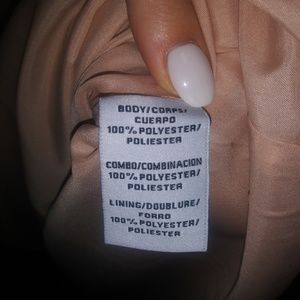 BODY/CORPS/
CUERPO
100% POLYESTER/
POLIESTER
COMBO/COMBINACION
100% POLYESTER/
POLIESTER
LINING/DOUBLURE/
FORRO
100% POLYESTER/
POLIESTER